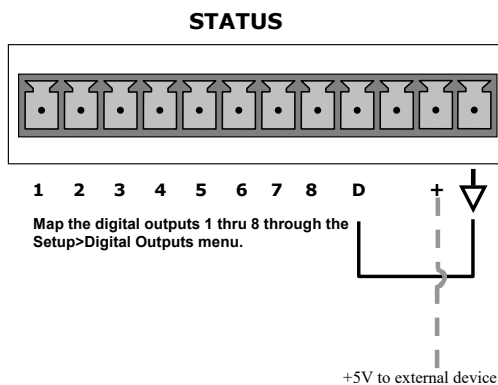 STATUS
1 2 3 4 5 6 7 8 D +
Map the digital outputs 1 thru 8 through the
Setup>Digital Outputs menu.
+5V to external device